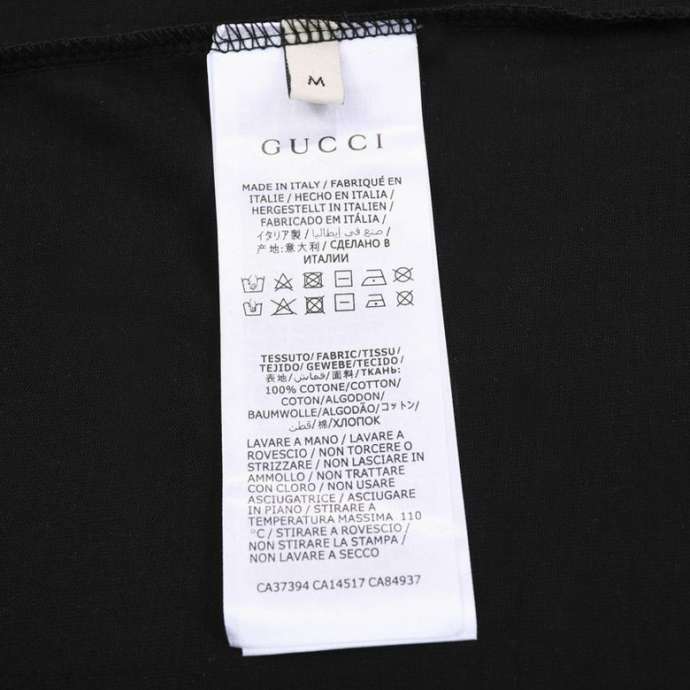 M
GUCCI
MADE IN ITALY / FABRIQUÉ EN
ITALIE / HECHO EN ITALIA /
HERGESTELLT IN ITALIEN /
FABRICADO EM ITÁLIA /
イタリア製 / صنع في إيطاليا /
产地:意大利 / СДЕЛАНО В
ИТАЛИИ
TESSUTO/ FABRIC/TISSU/
TEJIDO/ GEWEBE/TECIDO/
表地/قماش/面料/ТКАНЬ:
100% COTONE/COTTON/
COTON/ALGODON/
BAUMWOLLE/ALGODÃO/コットン/
قطن/棉/ХЛОПОК
LAVARE A MANO / LAVARE A
ROVESCIO / NON TORCERE O
STRIZZARE / NON LASCIARE IN
AMMOLLO / NON TRATTARE
CON CLORO / NON USARE
ASCIUGATRICE / ASCIUGARE
IN PIANO / STIRARE A
TEMPERATURA MASSIMA 110
°C / STIRARE A ROVESCIO /
NON STIRARE LA STAMPA /
NON LAVARE A SECCO
CA37394 CA14517 CA84937